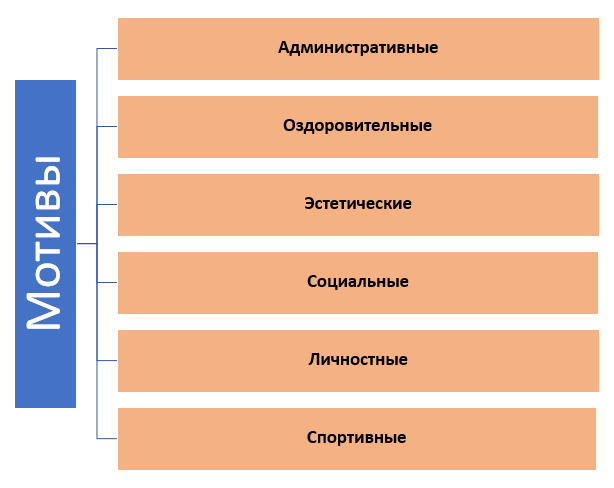 Мотивы
Административные
Оздоровительные
Эстетические
Социальные
Личностные
Спортивные